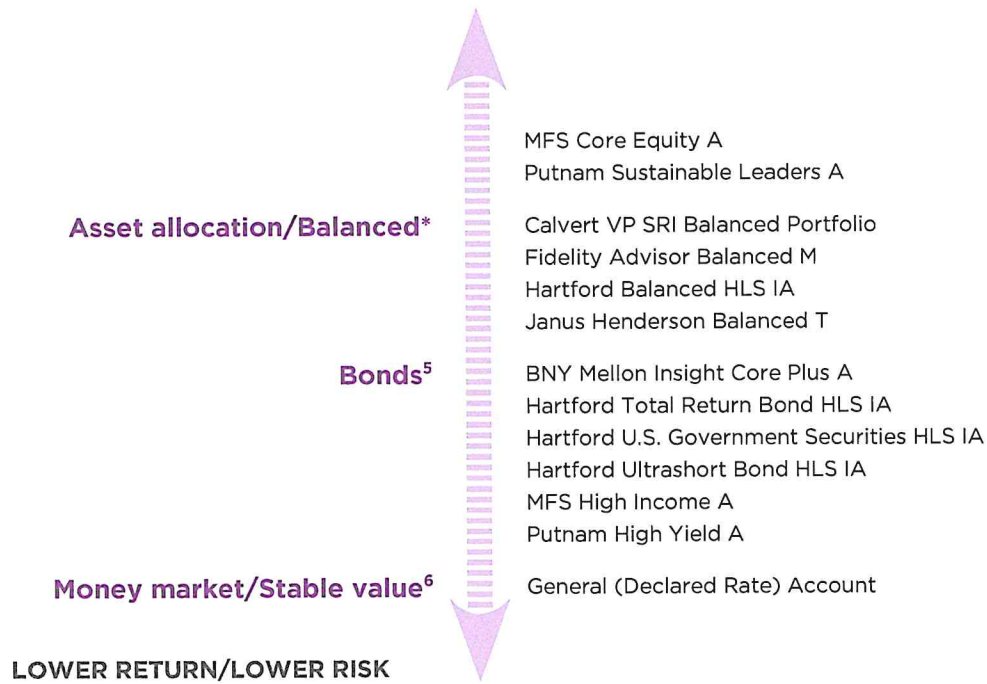 MFS Core Equity A
Putnam Sustainable Leaders A
Asset allocation/Balanced*
Calvert VP SRI Balanced Portfolio
Fidelity Advisor Balanced M
Hartford Balanced HLS IA
Janus Henderson Balanced T
Bonds⁵
BNY Mellon Insight Core Plus A
Hartford Total Return Bond HLS IA
Hartford U.S. Government Securities HLS IA
Hartford Ultrashort Bond HLS IA
MFS High Income A
Putnam High Yield A
Money market/Stable value⁶
General (Declared Rate) Account
LOWER RETURN/LOWER RISK